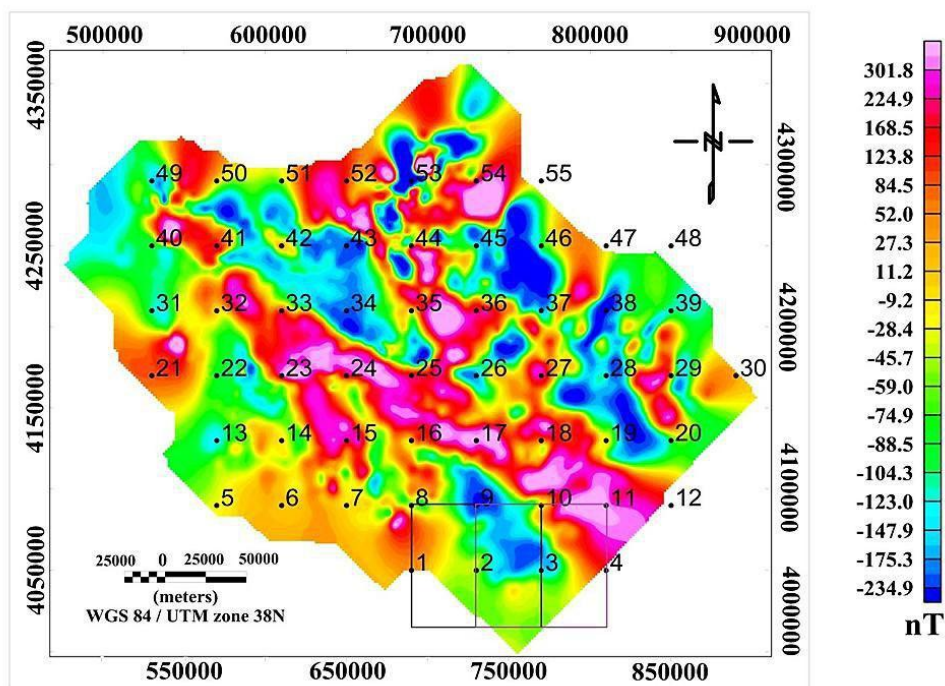 500000 600000 700000 800000 900000
4350000
4250000
4150000
4050000
4300000
4200000
4100000
4000000
N
49 50 51 52 53 54 55
40 41 42 43 44 45 46 47 48
31 32 33 34 35 36 37 38 39
21 22 23 24 25 26 27 28 29 30
13 14 15 16 17 18 19 20
5 6 7 8 9 10 11 12
1 2 3 4
25000 0 25000 50000
(meters)
WGS 84 / UTM zone 38N
550000 650000 750000 850000
301.8
224.9
168.5
123.8
84.5
52.0
27.3
11.2
-9.2
-28.4
-45.7
-59.0
-74.9
-88.5
-104.3
-123.0
-147.9
-175.3
-234.9
nT